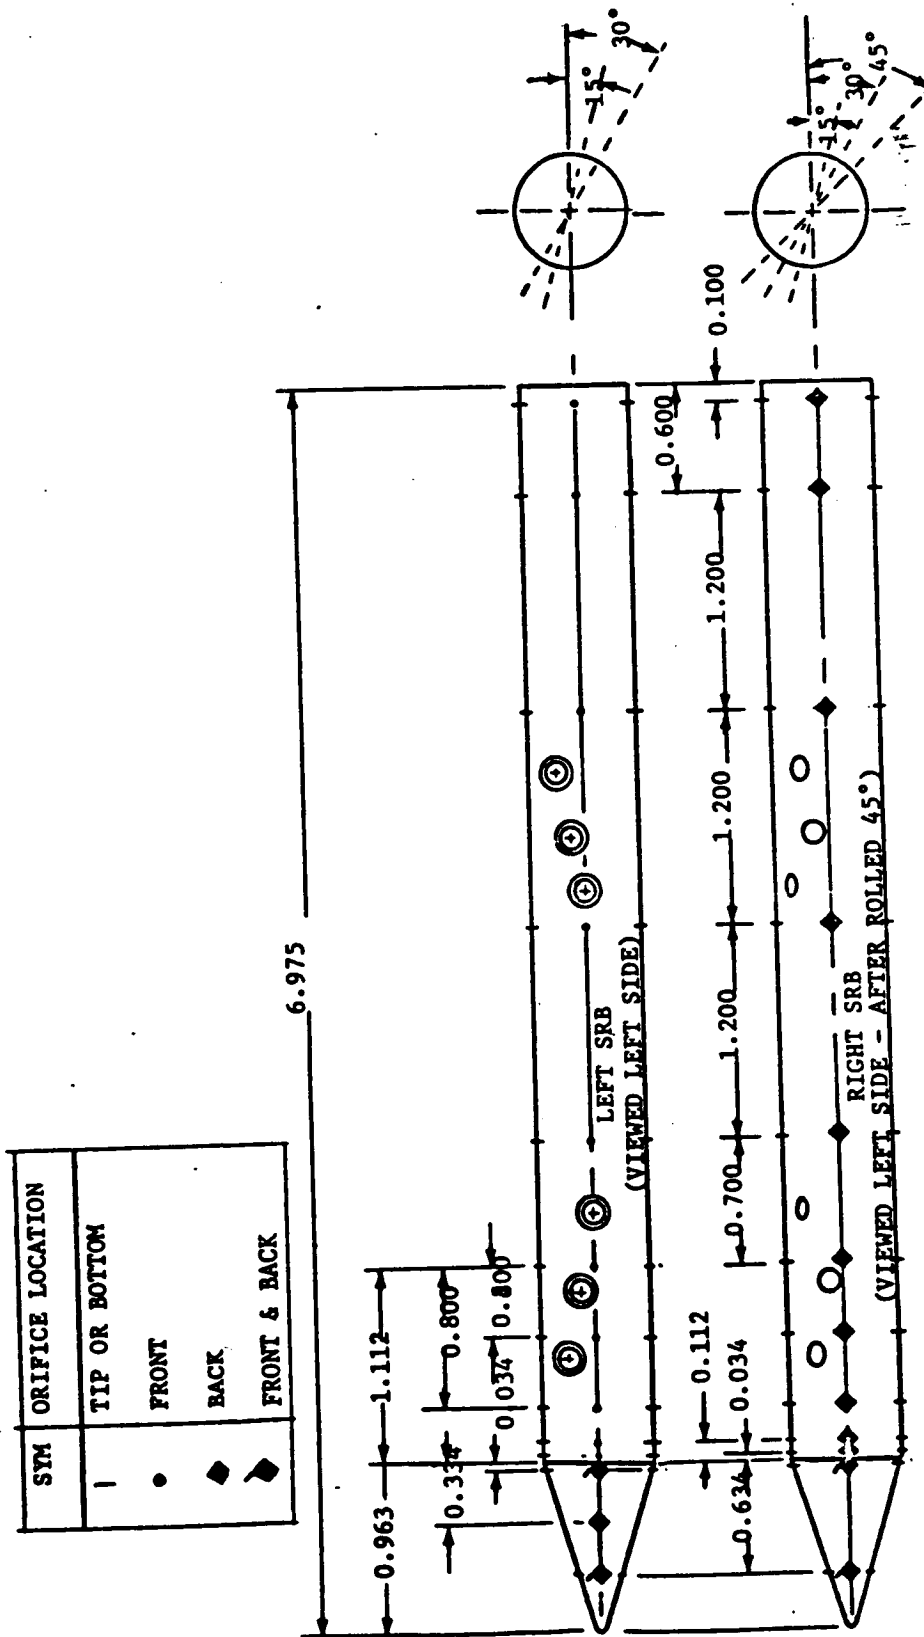 SYM ORIFICE LOCATION
TIP OR BOTTOM
FRONT
BACK
FRONT & BACK
6.975
0.963
1.112
0.334
0.800
0.034
0.800
LEFT SRB
(VIEWED LEFT SIDE)
15°
30°
0.600
0.100
1.200
1.200
1.200
0.700
0.112
0.034
0.634
RIGHT SRB
(VIEWED LEFT SIDE - AFTER ROLLED 45°)
15°
30°
45°